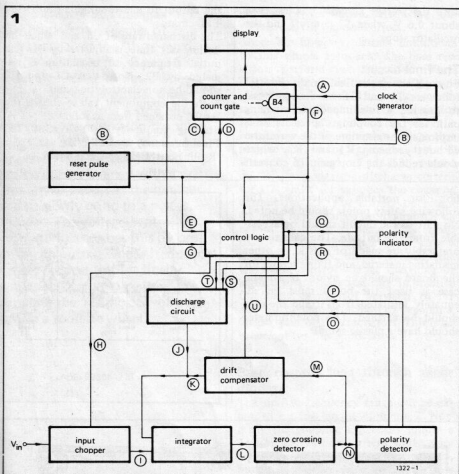 1
display
counter and
count gate
B4
A
clock
generator
F
B
C
D
B
reset pulse
generator
E
G
control logic
Q
R
polarity
indicator
T
S
P
O
discharge
circuit
U
H
J
K
drift
compensator
M
Vin
input
chopper
I
integrator
L
zero crossing
detector
N
polarity
detector
1322-1